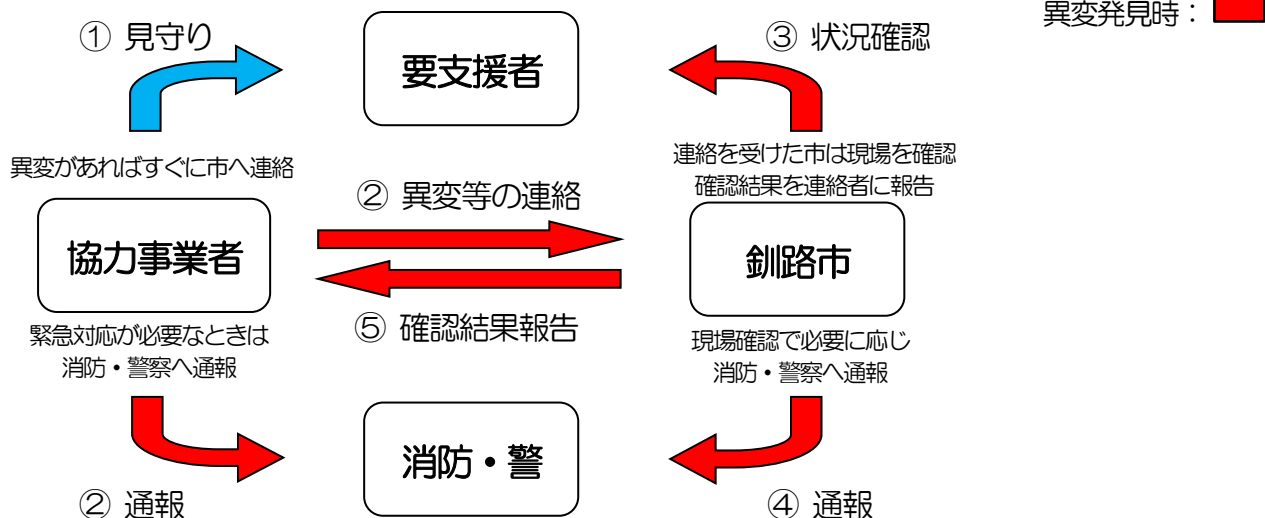 異変発見時：
① 見守り
要支援者
③ 状況確認
異変があればすぐに市へ連絡
連絡を受けた市は現場を確認
確認結果を連絡者に報告
② 異変等の連絡
協力事業者
釧路市
⑤ 確認結果報告
緊急対応が必要なときは
消防・警察へ通報
現場確認で必要に応じ
消防・警察へ通報
消防・警
② 通報
④ 通報